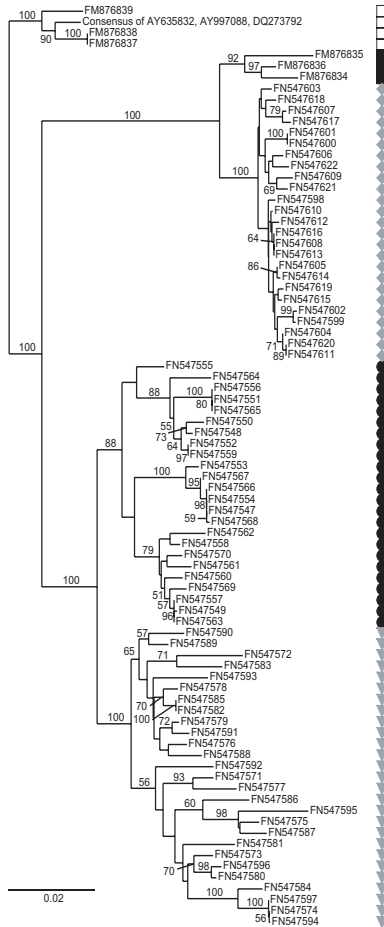 FM876839
100
Consensus of AY635832, AY997088, DQ273792
90
100
FM876838
FM876837
FM876835
92
97
FM876836
FM876834
FN547603
FN547618
79
FN547607
FN547617
100
100
FN547601
FN547600
FN547606
FN547622
100
FN547609
69
FN547621
FN547598
FN547610
FN547612
FN547616
64
FN547608
FN547613
86
FN547605
FN547614
FN547619
FN547615
99
FN547602
FN547599
FN547604
100
71
FN547620
89
FN547611
FN547555
FN547564
88
100
FN547556
FN547551
80
FN547565
55
FN547550
73
FN547548
88
64
FN547552
97
FN547559
FN547553
100
FN547567
95
FN547566
FN547554
98
FN547547
59
FN547568
FN547562
FN547558
79
FN547570
FN547561
FN547560
100
51
FN547569
57
FN547557
FN547549
96
FN547563
57
FN547590
FN547589
65
71
FN547572
FN547583
FN547593
FN547578
70
FN547585
FN547582
100
100
72
FN547579
FN547591
FN547576
FN547588
FN547592
56
93
FN547571
FN547577
60
FN547586
98
FN547595
FN547575
FN547587
FN547581
FN547573
70
98
FN547596
FN547580
100
FN547584
100
FN547597
FN547574
56
FN547594
0.02